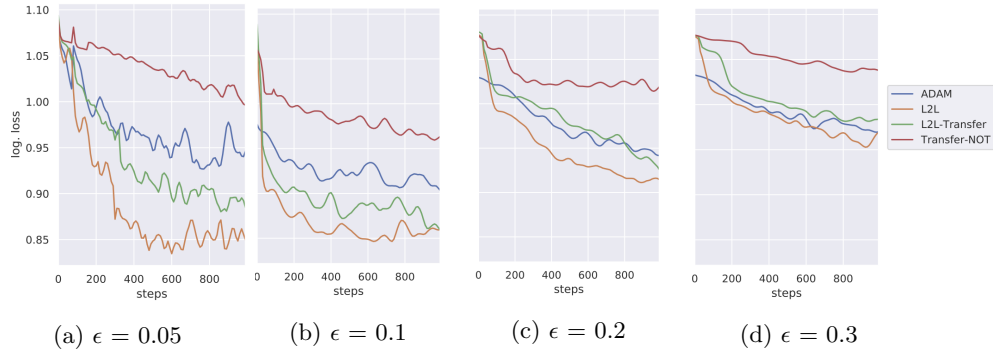 1.10
1.05
1.00
0.95
0.90
0.85
log. loss
0 200 400 600 800
steps
0 200 400 600 800
steps
0 200 400 600 800
steps
0 200 400 600 800
steps
ADAM
L2L
L2L-Transfer
Transfer-NOT
(a) ϵ = 0.05
(b) ϵ = 0.1
(c) ϵ = 0.2
(d) ϵ = 0.3